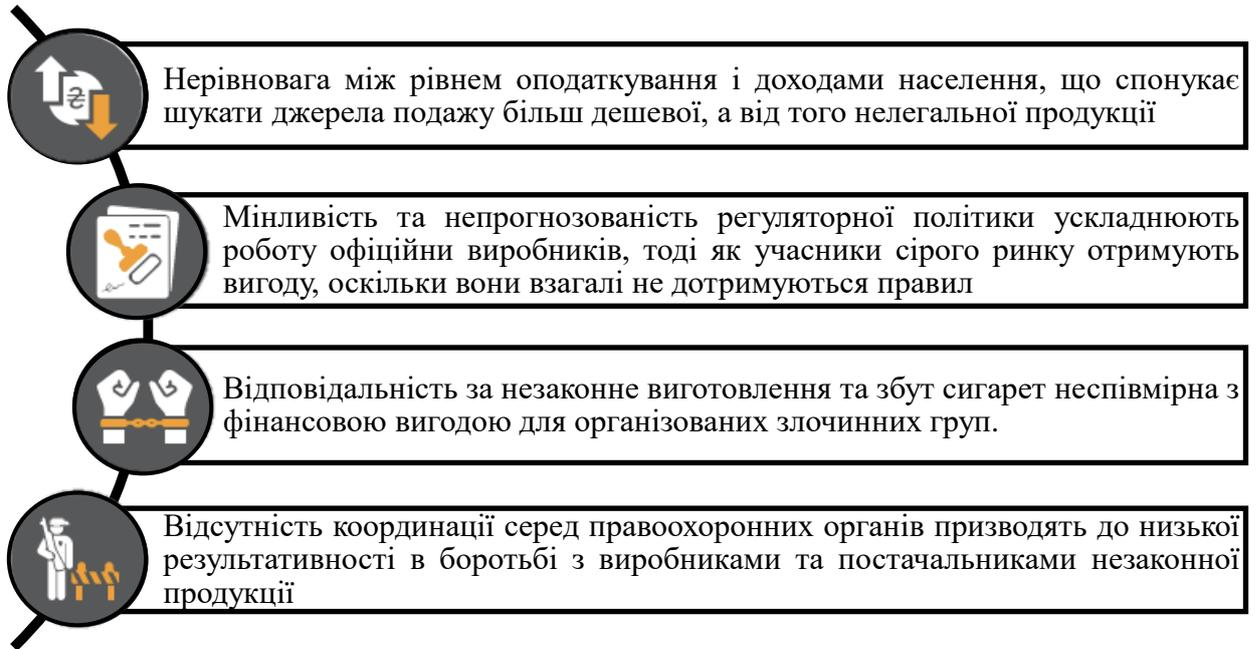 Нерівновага між рівнем оподаткування і доходами населення, що спонукає
шукати джерела подажу більш дешевої, а від того нелегальної продукції
Мінливість та непрогнозованість регуляторної політики ускладнюють
роботу офіційни виробників, тоді як учасники сірого ринку отримують
вигоду, оскільки вони взагалі не дотримуються правил
Відповідальність за незаконне виготовлення та збут сигарет неспівмірна з
фінансовою вигодою для організованих злочинних груп.
Відсутність координації серед правоохоронних органів призводять до низької
результативності в боротьбі з виробниками та постачальниками незаконної
продукції